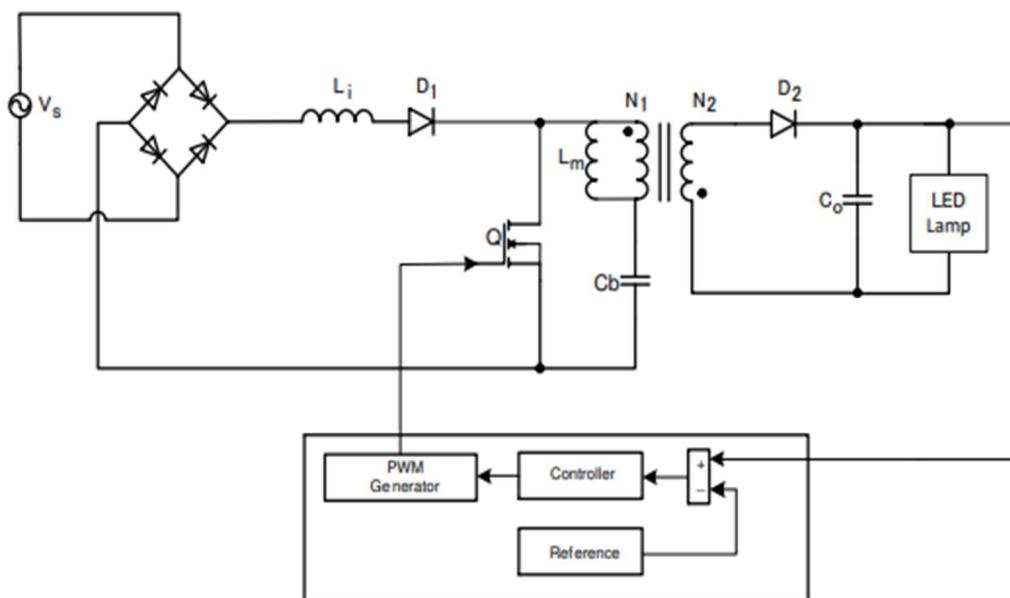 Vs
Li
D1
N1
N2
D2
Lm
Co
LED
Lamp
Q
Cb
PWM
Generator
Controller
+
−
Reference